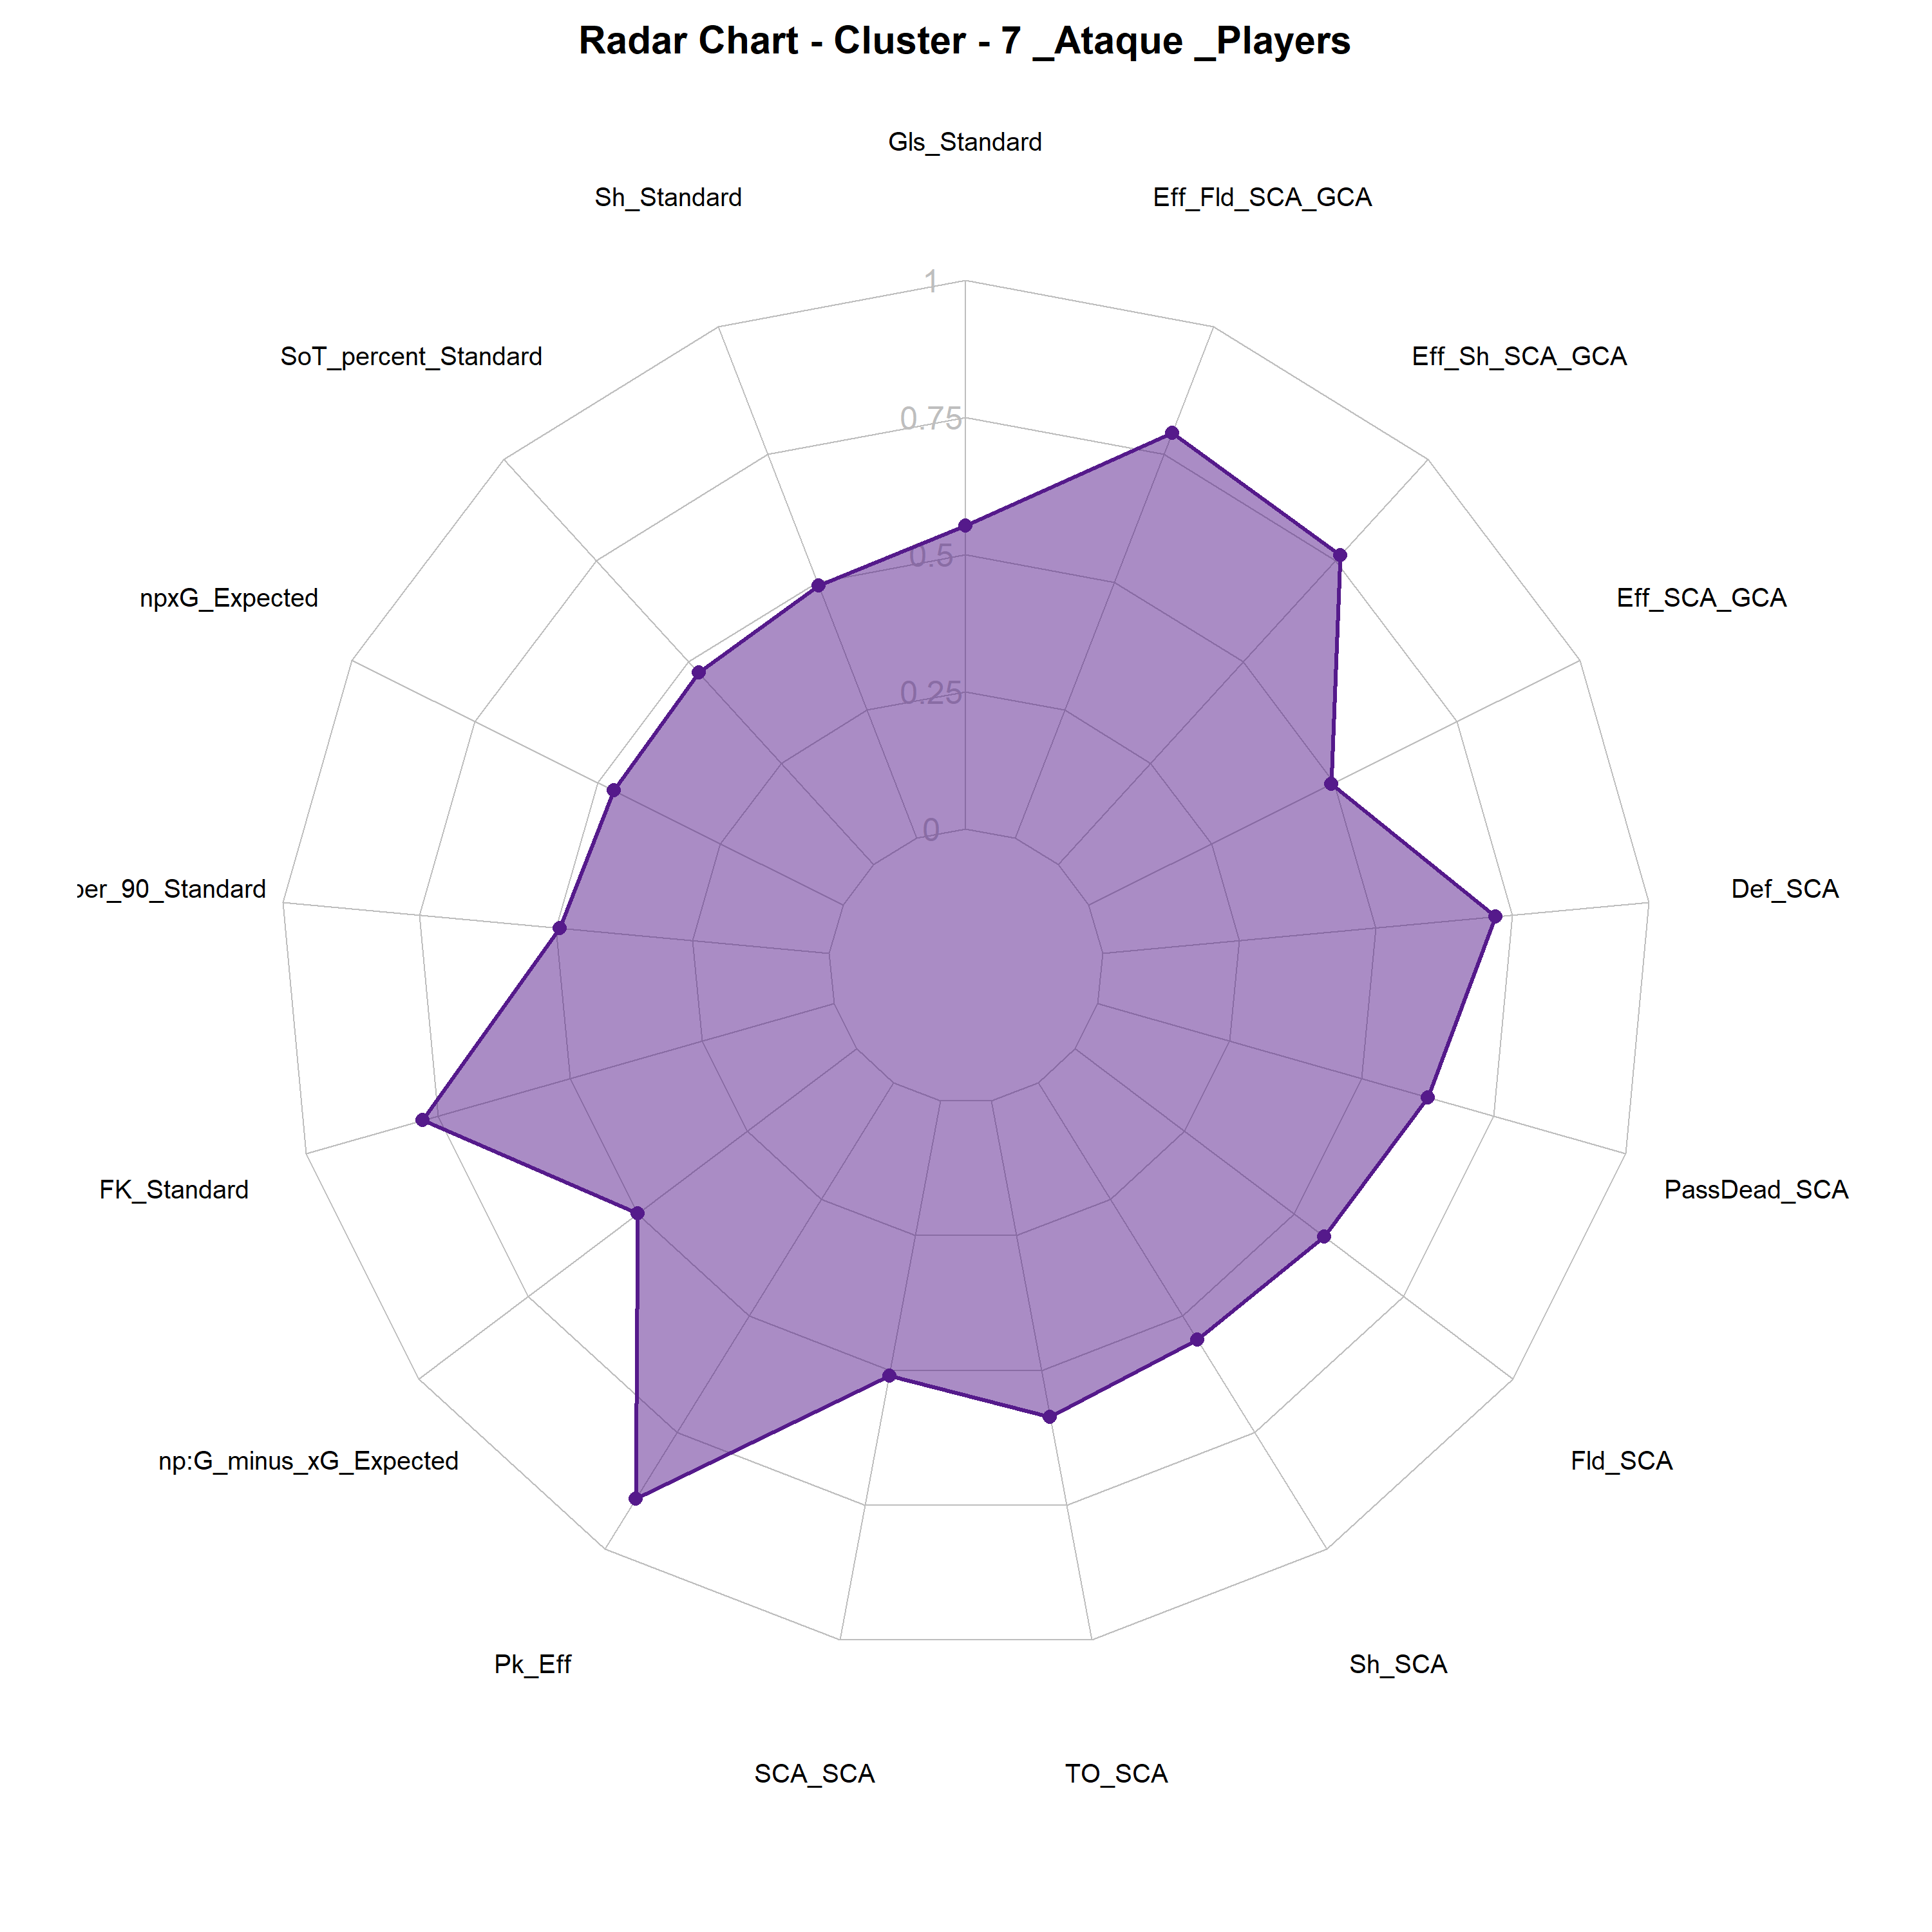 Radar Chart - Cluster - 7 _Ataque _Players
Gls_Standard
Sh_Standard
Eff_Fld_SCA_GCA
1
SoT_percent_Standard
Eff_Sh_SCA_GCA
0.75
0.5
npxG_Expected
Eff_SCA_GCA
0.25
0
per_90_Standard
Def_SCA
FK_Standard
PassDead_SCA
np:G_minus_xG_Expected
Fld_SCA
Pk_Eff
Sh_SCA
SCA_SCA
TO_SCA